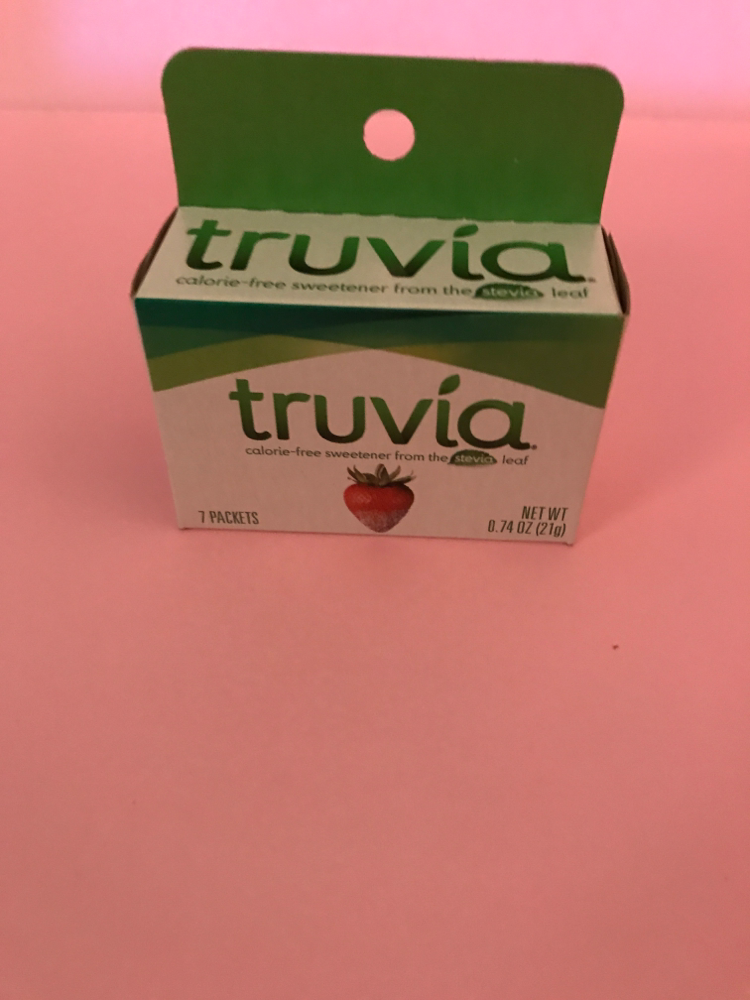 truvía.
calorie-free sweetener from the stevia leaf
truvía.
calorie-free sweetener from the stevia leaf
7 PACKETS
NET WT
0.74 OZ (21g)